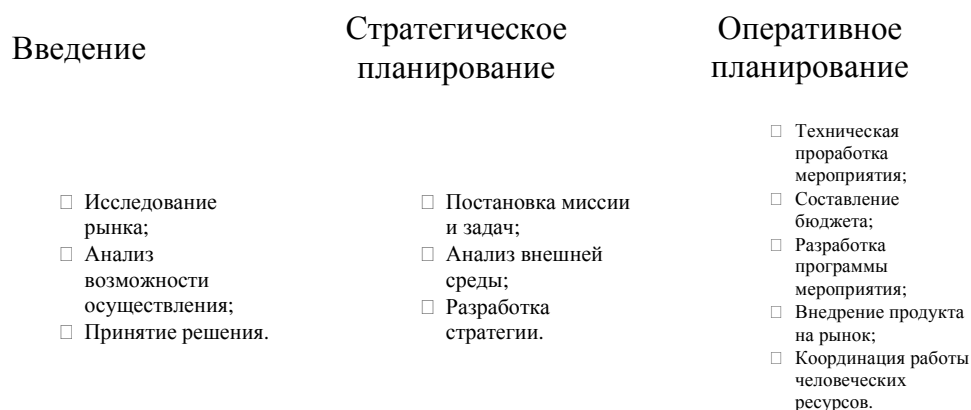 Введение
Стратегическое
планирование
Оперативное
планирование
□ Исследование
рынка;
□ Анализ
возможности
осуществления;
□ Принятие решения.
□ Постановка миссии
и задач;
□ Анализ внешней
среды;
□ Разработка
стратегии.
□ Техническая
проработка
мероприятия;
□ Составление
бюджета;
□ Разработка
программы
мероприятия;
□ Внедрение продукта
на рынок;
□ Координация работы
человеческих
ресурсов.